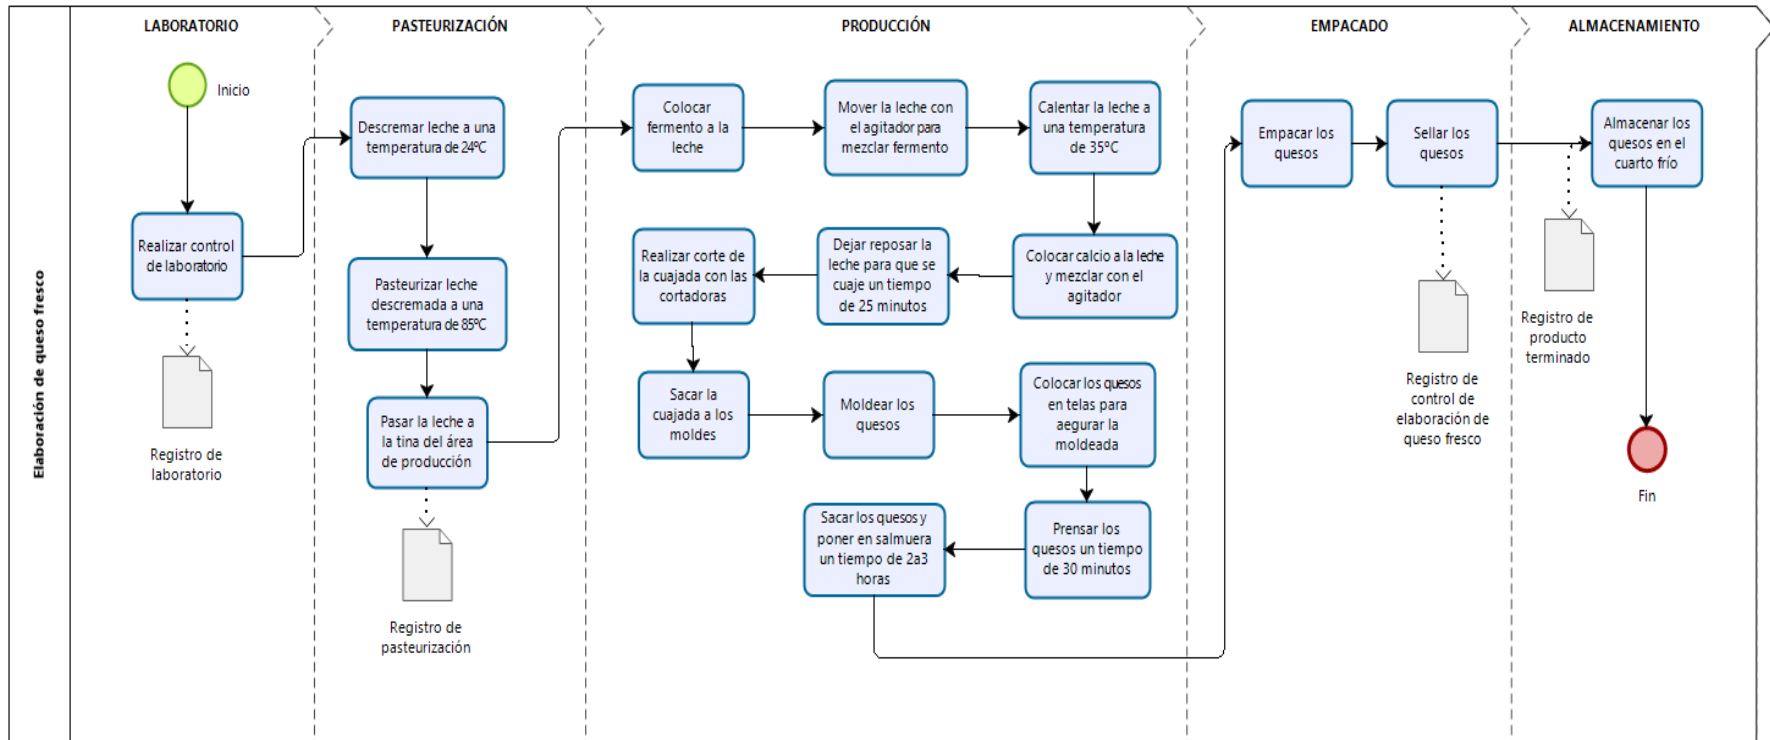 Elaboración de queso fresco
LABORATORIO
PASTEURIZACIÓN
PRODUCCIÓN
EMPACADO
ALMACENAMIENTO
Inicio
Realizar control
de laboratorio
Registro de
laboratorio
Descremar leche a una
temperatura de 24ºC
Pasteurizar leche
descremada a una
temperatura de 85ºC
Pasar la leche a
la tina del área
de producción
Registro de
pasteurización
Colocar
fermento a la
leche
Mover la leche con
el agitador para
mezclar fermento
Calentar la leche a
una temperatura
de 35ºC
Colocar calcio a la leche
y mezclar con el
agitador
Dejar reposar la
leche para que se
cuaje un tiempo
de 25 minutos
Realizar corte de
la cuajada con las
cortadoras
Sacar la
cuajada a los
moldes
Moldear los
quesos
Colocar los quesos
en telas para
aegurar la
moldeada
Prensar los
quesos un tiempo
de 30 minutos
Sacar los quesos y
poner en salmuera
un tiempo de 2a3
horas
Empacar los
quesos
Sellar los
quesos
Registro de
control de
elaboración de
queso fresco
Almacenar los
quesos en el
cuarto frío
Registro de
producto
terminado
Fin